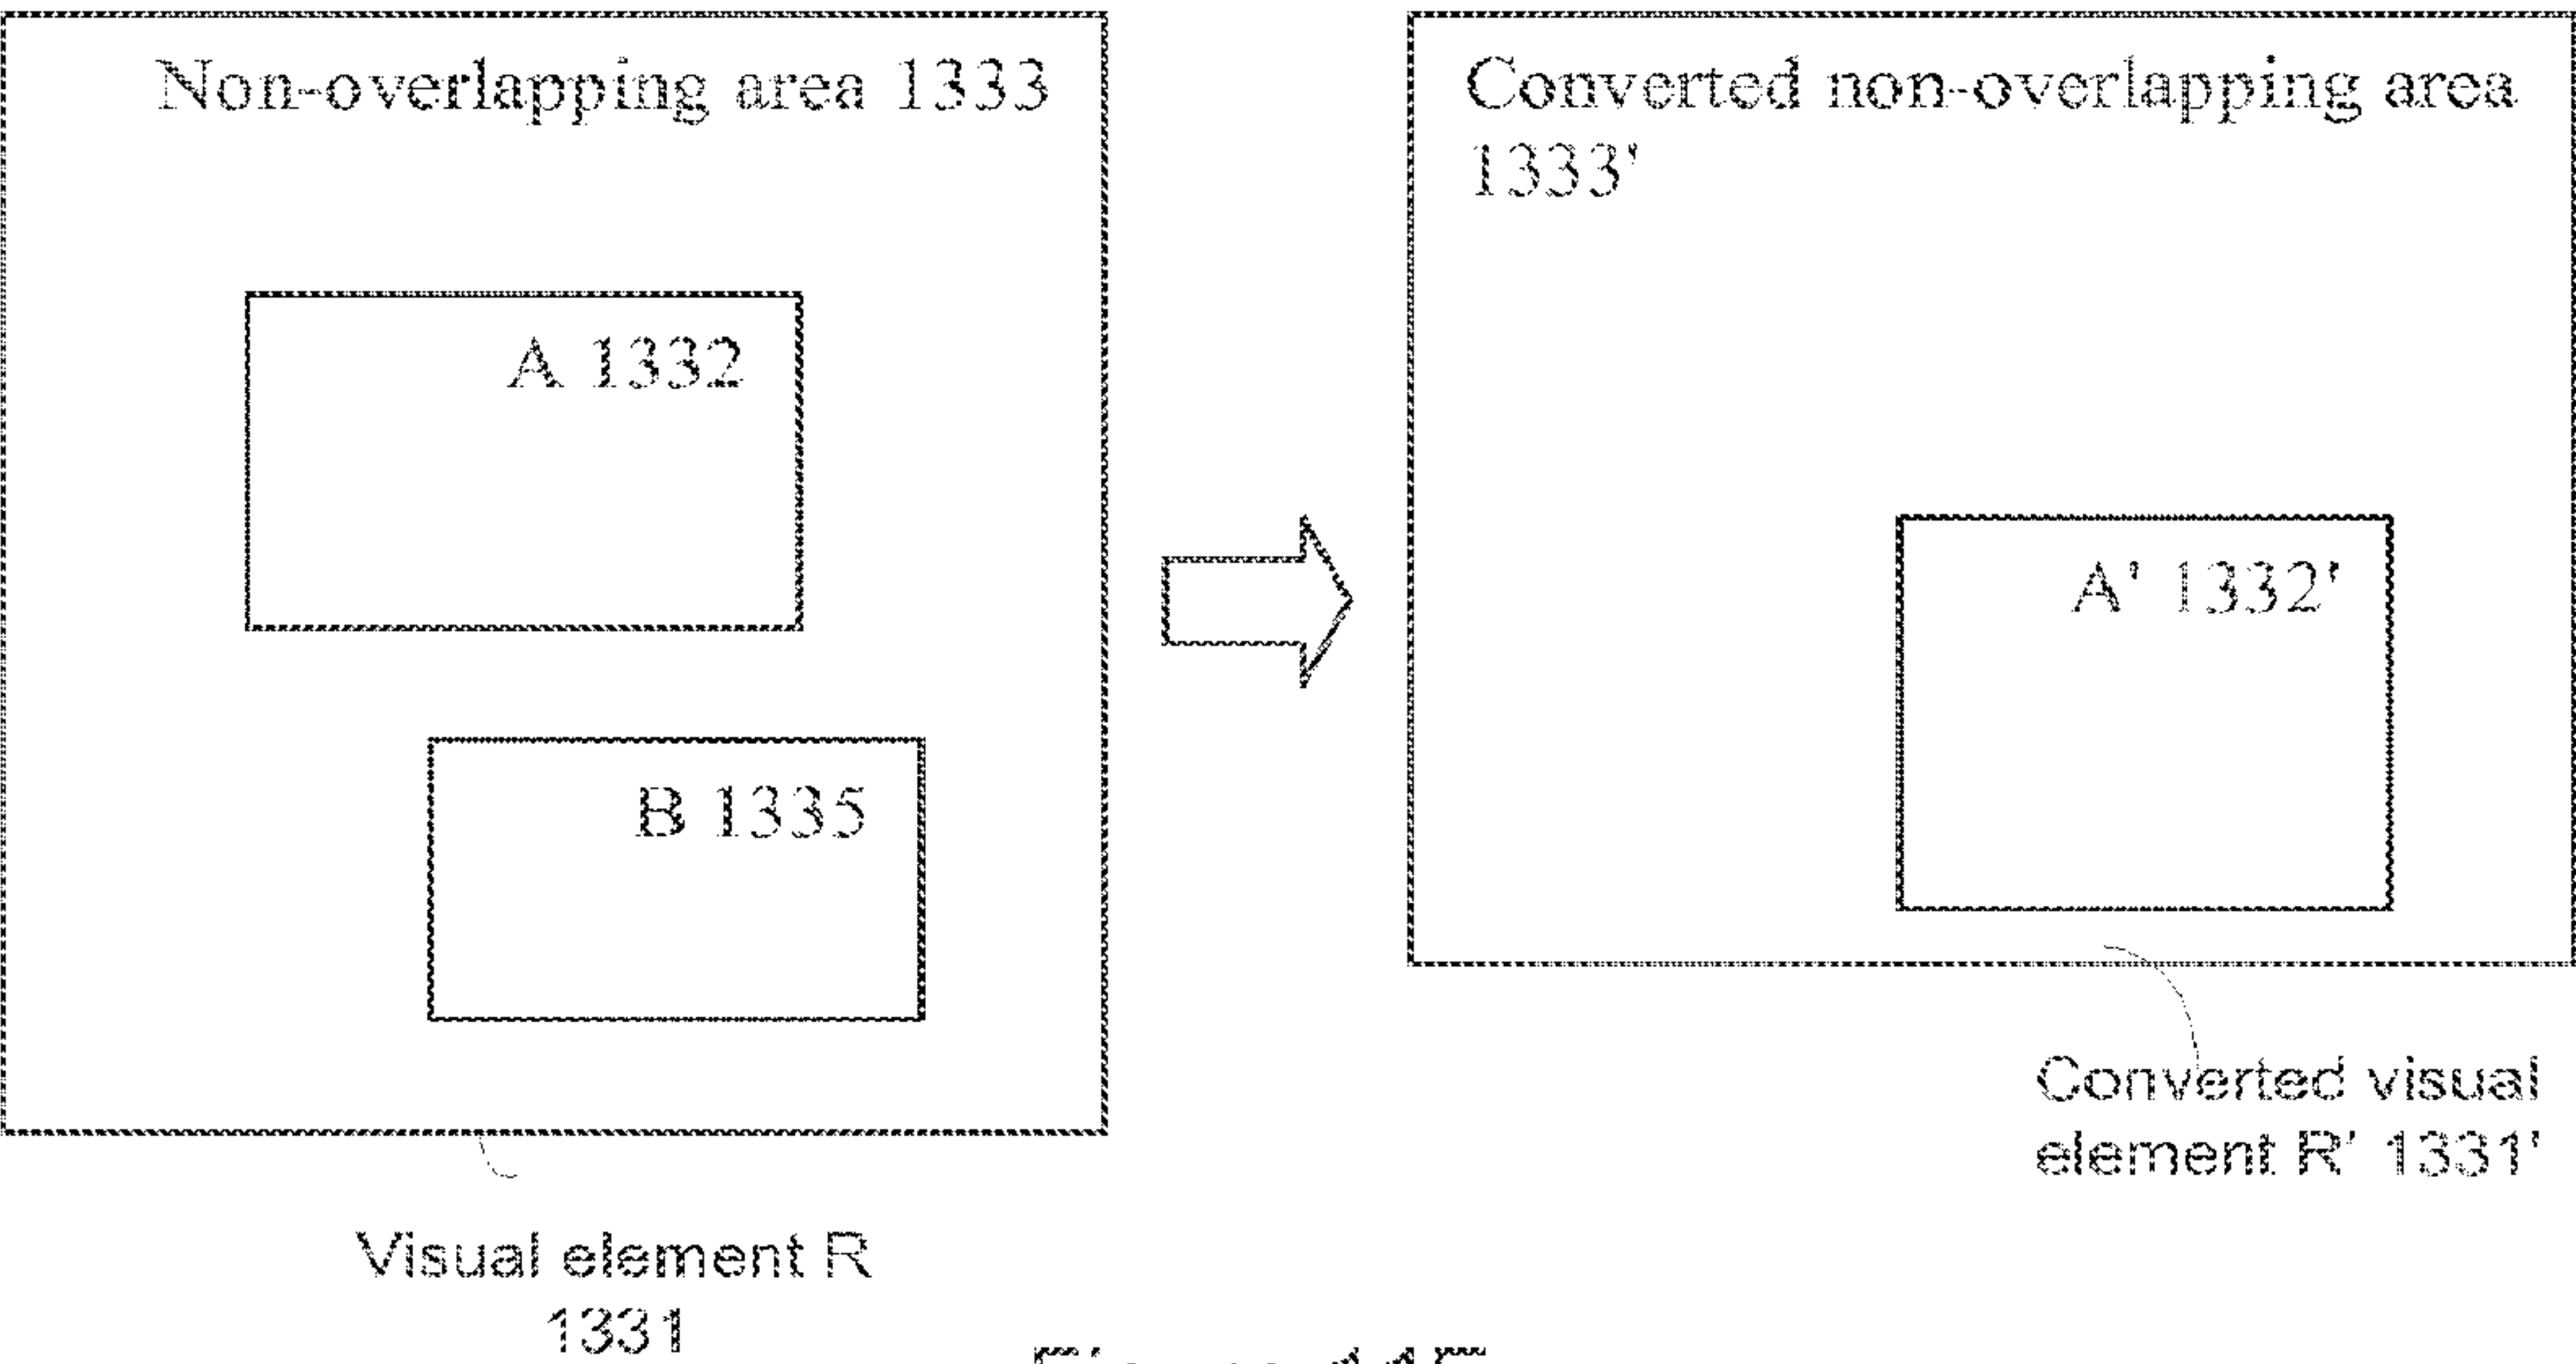 Non-overlapping area 1333
A 1332
B 1335
Visual element R
1331
Converted non-overlapping area
1333'
A' 1332'
Converted visual
element R' 1331'